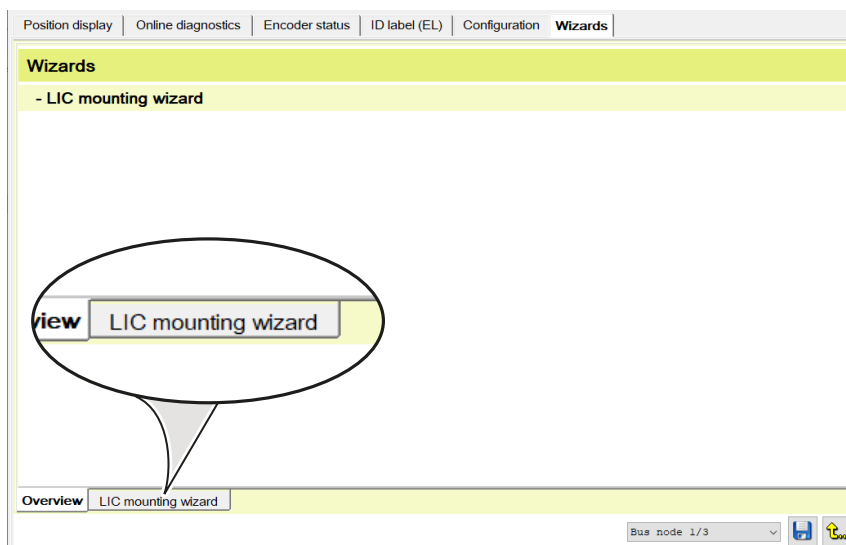 Position display Online diagnostics Encoder status ID label (EL) Configuration Wizards
Wizards
- LIC mounting wizard
view LIC mounting wizard
Overview LIC mounting wizard
Bus node 1/3